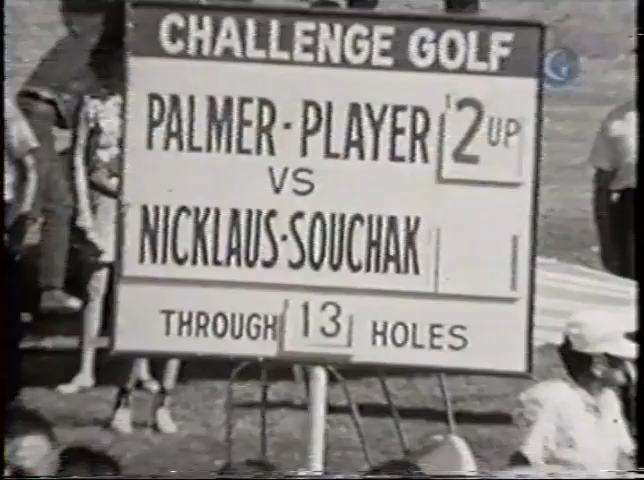 CHALLENGE GOLF
PALMER-PLAYER 2 UP
VS
NICKLAUS-SOUCHAK
THROUGH 13 HOLES